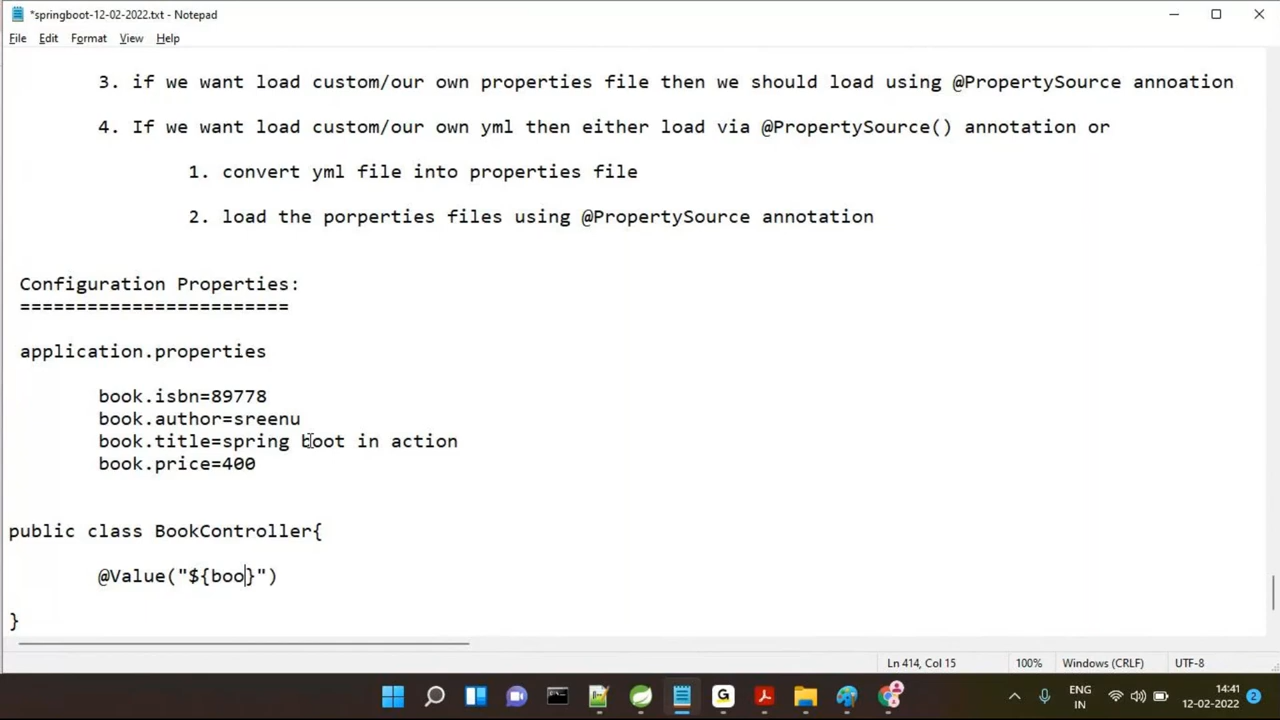 *springboot-12-02-2022.txt - Notepad
File Edit Format View Help
3. if we want load custom/our own properties file then we should load using @PropertySource annoation
4. If we want load custom/our own yml then either load via @PropertySource() annotation or
1. convert yml file into properties file
2. load the porperties files using @PropertySource annotation
Configuration Properties:
========================
application.properties
book.isbn=89778
book.author=sreenu
book.title=spring boot in action
book.price=400
public class BookController{
@Value("${boo}")
}
Ln 414, Col 15 100% Windows (CRLF) UTF-8
ENG
IN
14:41
12-02-2022
2